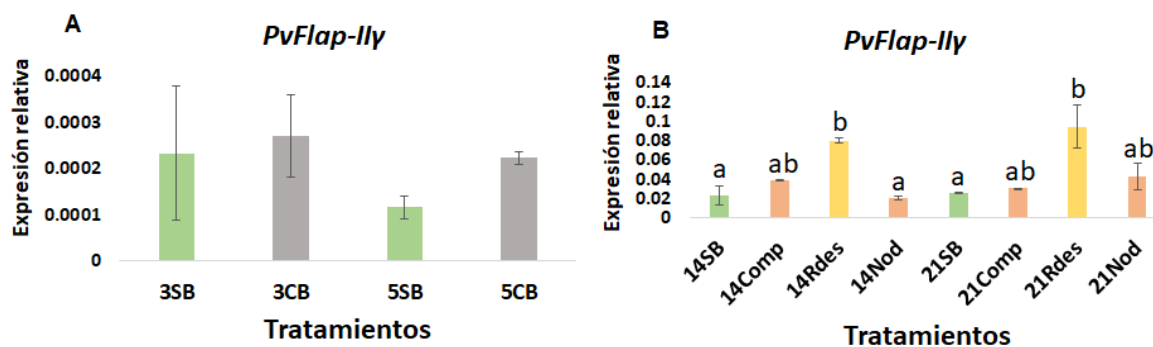 A
PvFlap-IIγ
Expresión relativa
0.0004
0.0003
0.0002
0.0001
0
3SB 3CB 5SB 5CB
Tratamientos
B
PvFlap-IIγ
Expresión relativa
0.14
0.12
0.1
0.08
0.06
0.04
0.02
0
a ab b a a ab b ab
14SB 14Comp 14Rdes 14Nod 21SB 21Comp 21Rdes 21Nod
Tratamientos